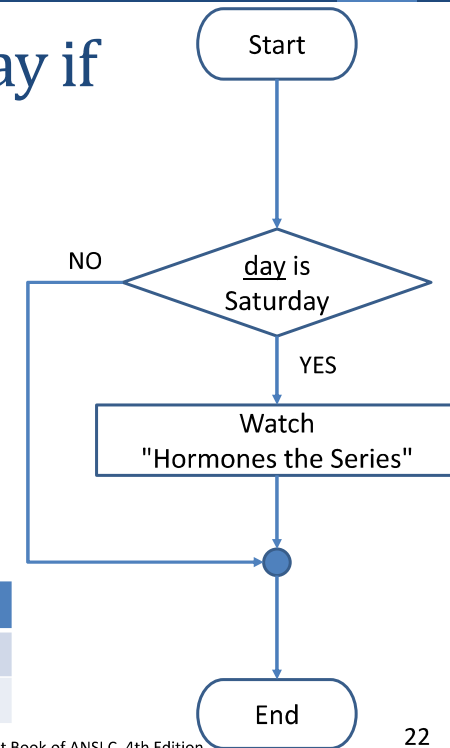 ay if
Start
NO
day is
Saturday
YES
Watch
"Hormones the Series"
End
t Book of ANSI C, 4th Edition
22